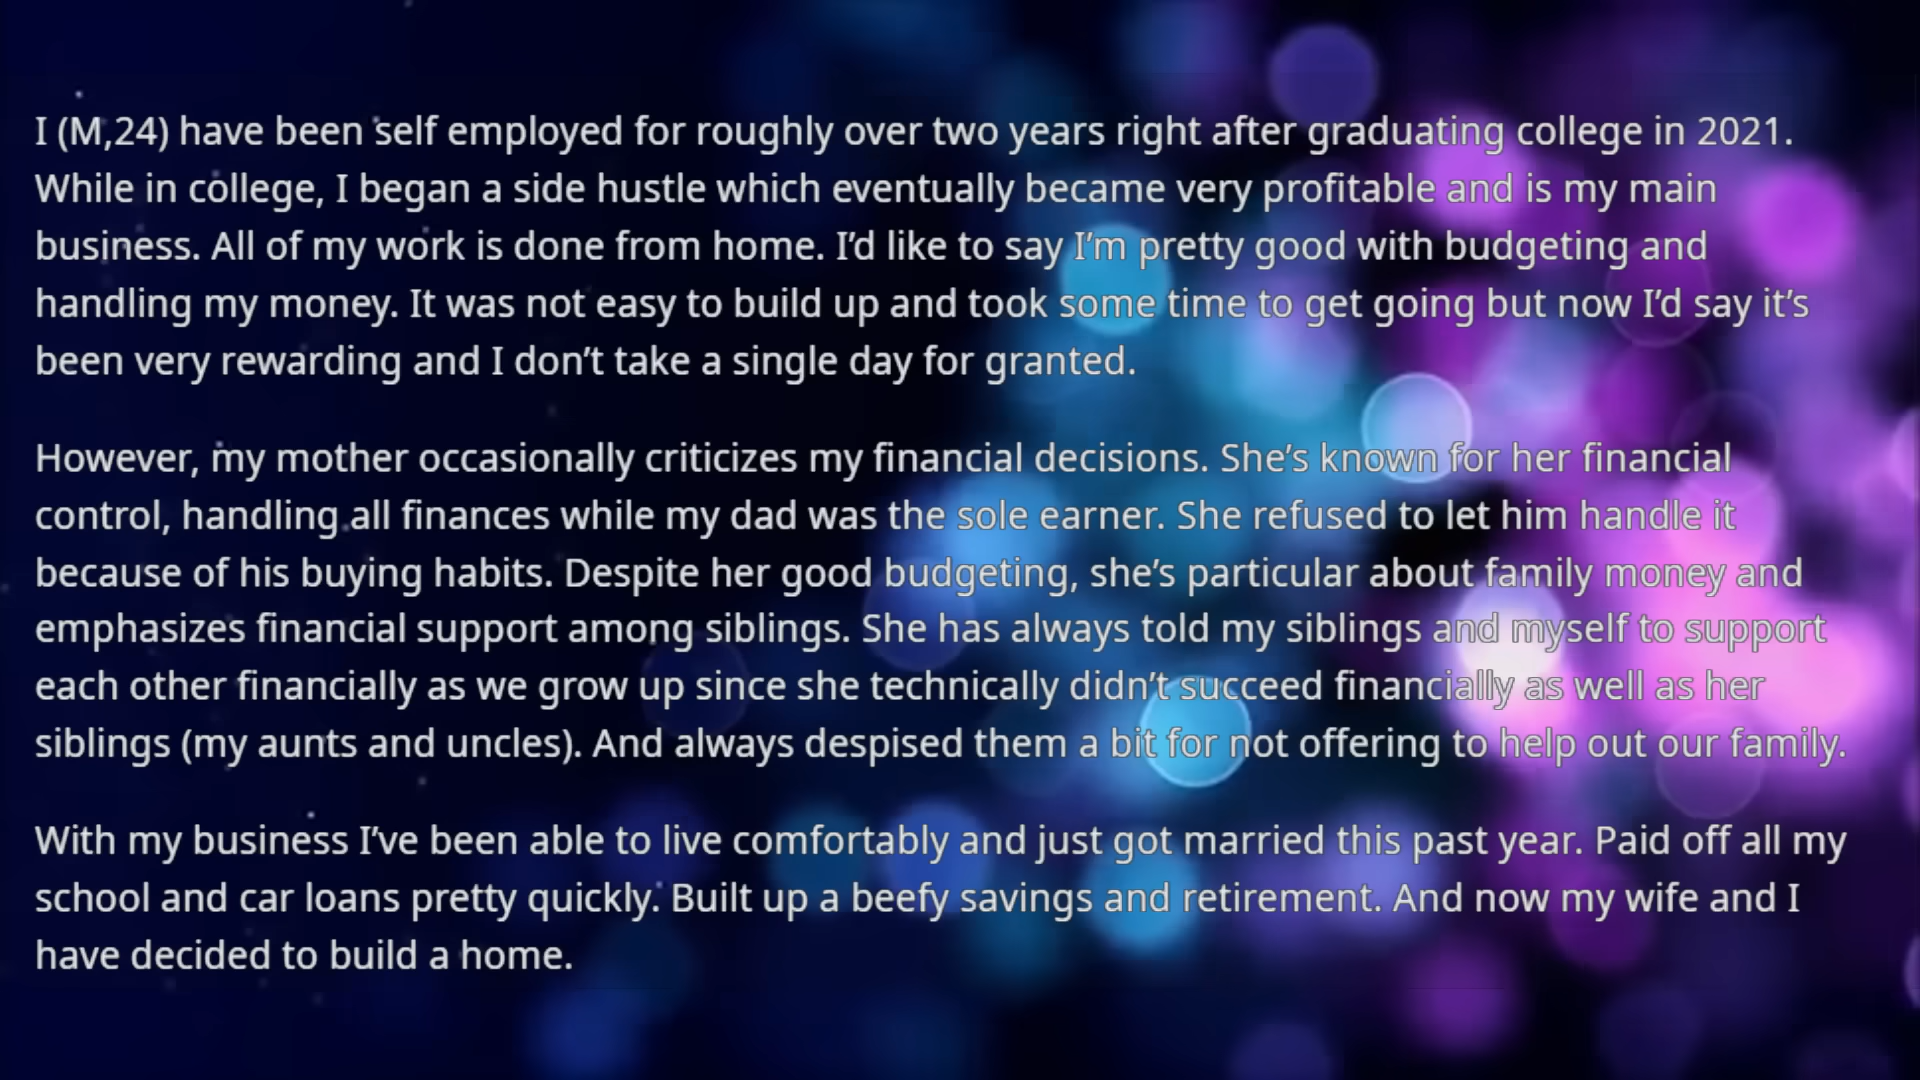 I (M,24) have been self employed for roughly over two years right after graduating college in 2021.
While in college, I began a side hustle which eventually became very profitable and is my main
business. All of my work is done from home. I’d like to say I’m pretty good with budgeting and
handling my money. It was not easy to build up and took some time to get going but now I’d say it’s
been very rewarding and I don’t take a single day for granted.
However, my mother occasionally criticizes my financial decisions. She’s known for her financial
control, handling all finances while my dad was the sole earner. She refused to let him handle it
because of his buying habits. Despite her good budgeting, she’s particular about family money and
emphasizes financial support among siblings. She has always told my siblings and myself to support
each other financially as we grow up since she technically didn’t succeed financially as well as her
siblings (my aunts and uncles). And always despised them a bit for not offering to help out our family.
With my business I’ve been able to live comfortably and just got married this past year. Paid off all my
school and car loans pretty quickly. Built up a beefy savings and retirement. And now my wife and I
have decided to build a home.